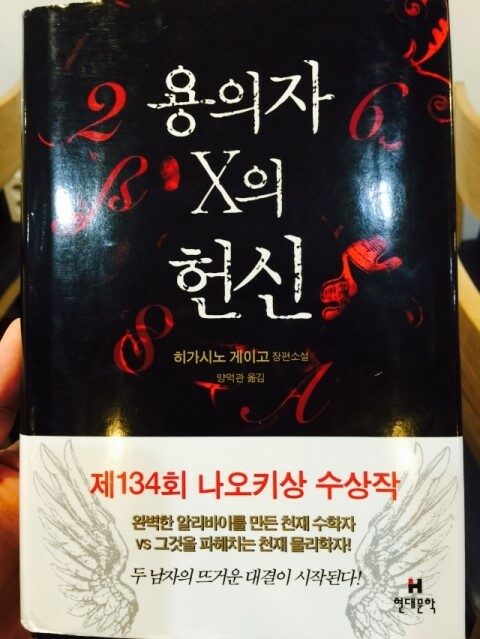 용의자
X의
헌신
2
6
B
8
A
히가시노 게이고 장편소설
양억관 옮김
제134회 나오키상 수상작
완벽한 알리바이를 만든 천재 수학자
vs 그것을 파헤치는 천재 물리학자!
두 남자의 뜨거운 대결이 시작된다!
H
현대문학